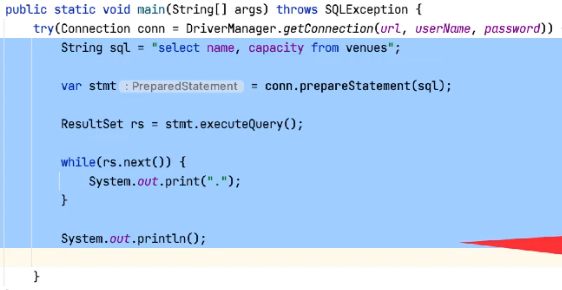 public static void main(String[] args) throws SQLException {
try(Connection conn = DriverManager.getConnection(url, userName, password))
String sql = "select name, capacity from venues";
var stmt : PreparedStatement = conn.prepareStatement(sql);
ResultSet rs = stmt.executeQuery();
while(rs.next()) {
System.out.print(".");
}
System.out.println();
}